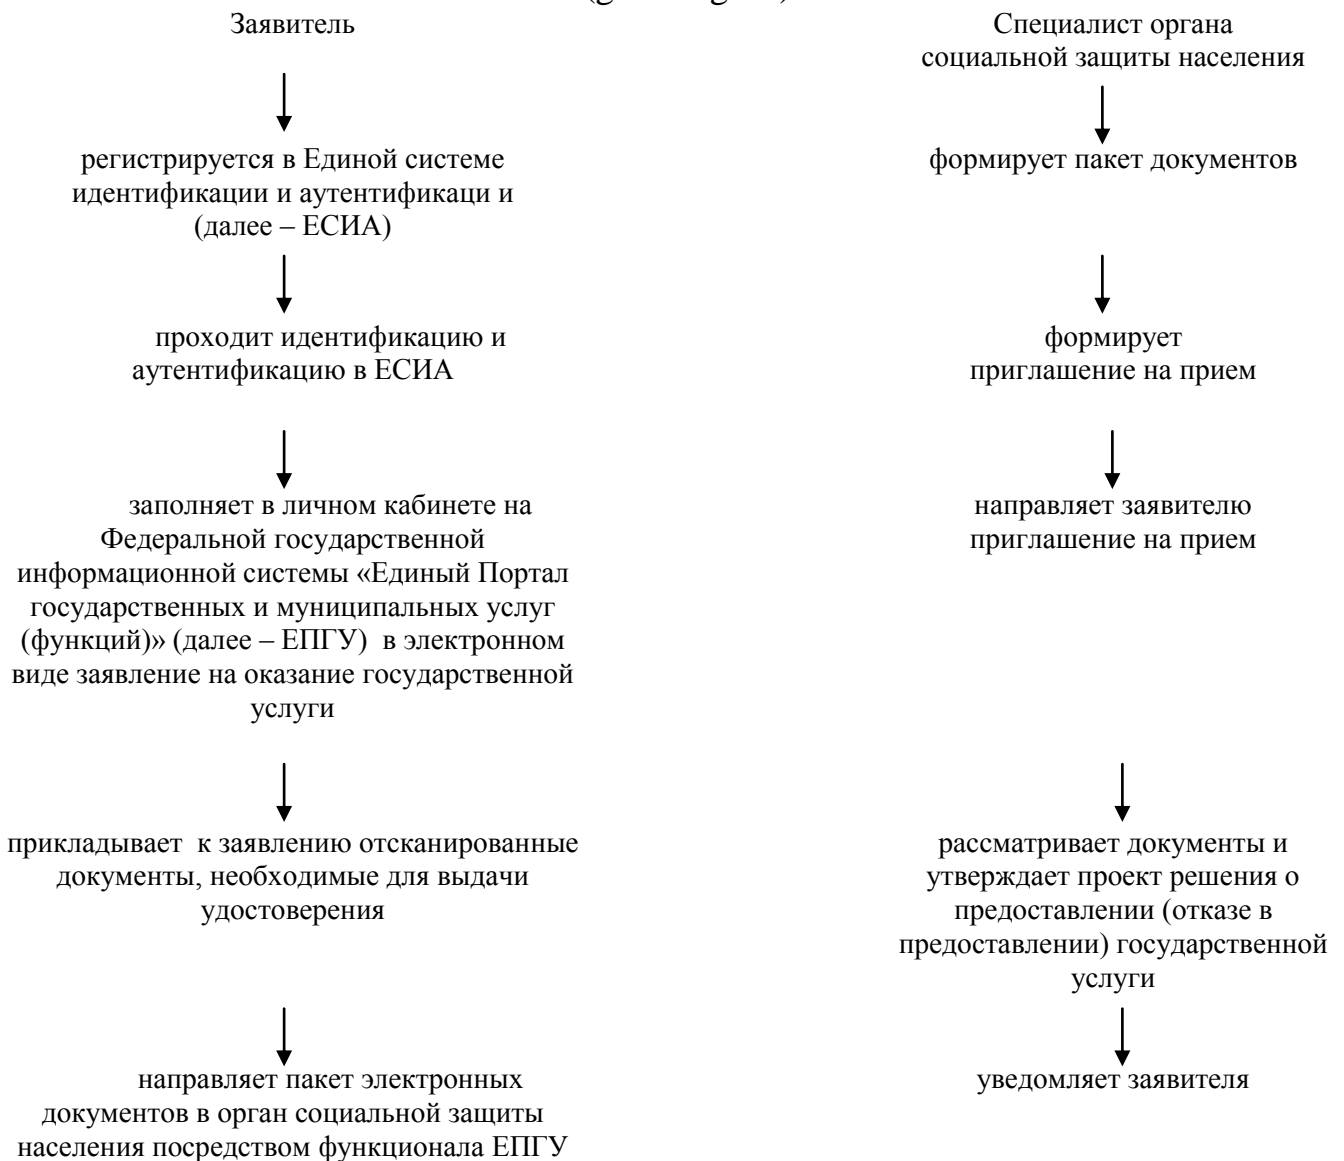 Заявитель
регистрируется в Единой системе
идентификации и аутентификаци и
(далее – ЕСИА)
проходит идентификацию и
аутентификацию в ЕСИА
заполняет в личном кабинете на
Федеральной государственной
информационной системы «Единый Портал
государственных и муниципальных услуг
(функций)» (далее – ЕПГУ) в электронном
виде заявление на оказание государственной
услуги
прикладывает к заявлению отсканированные
документы, необходимые для выдачи
удостоверения
направляет пакет электронных
документов в орган социальной защиты
населения посредством функционала ЕПГУ
Специалист органа
социальной защиты населения
формирует пакет документов
формирует
приглашение на прием
направляет заявителю
приглашение на прием
рассматривает документы и
утверждает проект решения о
предоставлении (отказе в
предоставлении) государственной
услуги
уведомляет заявителя